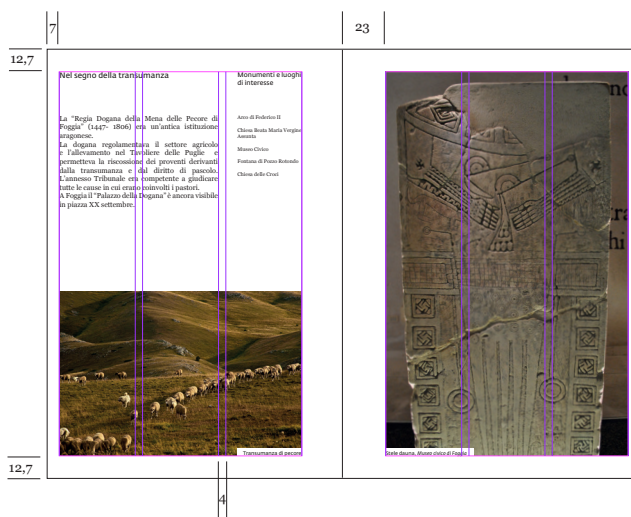 7
23
12,7
Nel segno della transumanza
Monumenti e luoghi
di interesse
La “Regia Dogana della Mena delle Pecore di
Foggia” (1447- 1806) era un’antica istituzione
aragonese.
La dogana regolamentava il settore agricolo
e l’allevamento nel Tavoliere delle Puglie e
permetteva la riscossione dei proventi derivanti
dalla transumanza e dal diritto di pascolo.
L’annesso Tribunale era competente a giudicare
tutte le cause in cui erano coinvolti i pastori.
A Foggia il “Palazzo della Dogana” è ancora visibile
in piazza XX settembre.
Arco di Federico II
Chiesa Beata Maria Vergine
Assunta
Museo Civico
Fontana di Pozzo Rotondo
Chiesa delle Croci
Transumanza di pecore
Stele dauna, Museo civico di Foggia
12,7
4